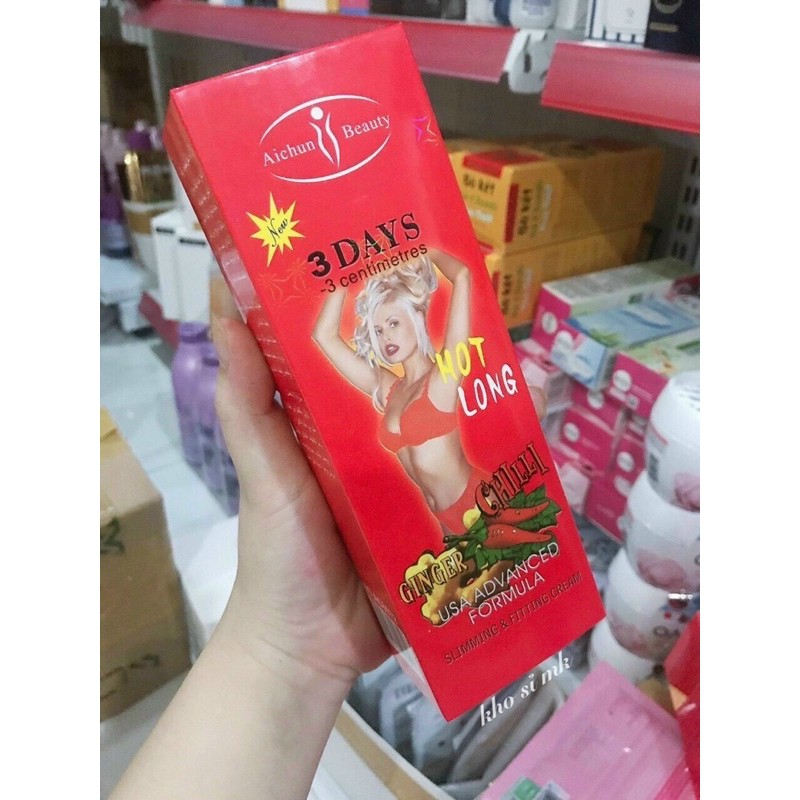 Aichun Beauty
New
3 DAYS
-3 centimetres
HOT
LONG
CHILLI
GINGER
USA ADVANCED
FORMULA
SLIMMING & FITTING CREAM
kho sỉ mk